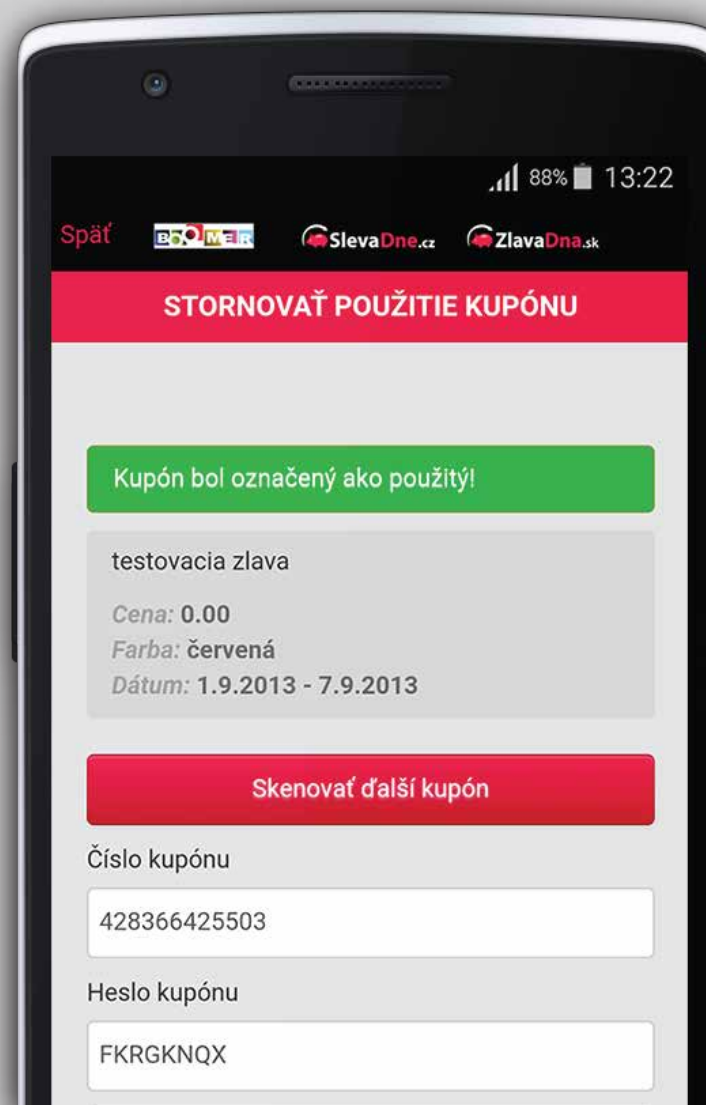 88% 13:22
Späť BOOMER SlevaDne.cz ZlavaDna.sk
STORNOVAŤ POUŽITIE KUPÓNU
Kupón bol označený ako použitý!
testovacia zlava
Cena: 0.00
Farba: červená
Dátum: 1.9.2013 - 7.9.2013
Skenovať ďalší kupón
Číslo kupónu
428366425503
Heslo kupónu
FKRGKNQX